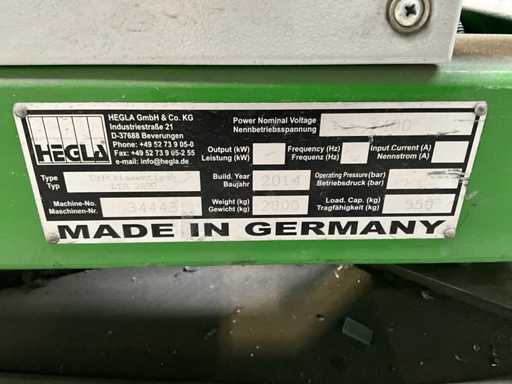 HEGLA
HEGLA GmbH & Co. KG
Industriestraße 21
D-37688 Beverungen
Phone: +49 52 73 9 05-0
Fax: +49 52 73 9 05-2 55
e-mail: info@hegla.de
Power Nominal Voltage
Nennbetriebsspannung
Output (kW)
Leistung (kW)
Frequency (Hz)
Frequenz (Hz)
Input Current (A)
Nennstrom (A)
Type
Typ
Build. Year
Baujahr
2014
Operating Pressure (bar)
Betriebsdruck (bar)
Machine-No.
Maschinen-Nr.
Weight (kg)
Gewicht (kg)
2800
Load. Cap. (kg)
Tragfähigkeit (kg)
950
MADE IN GERMANY